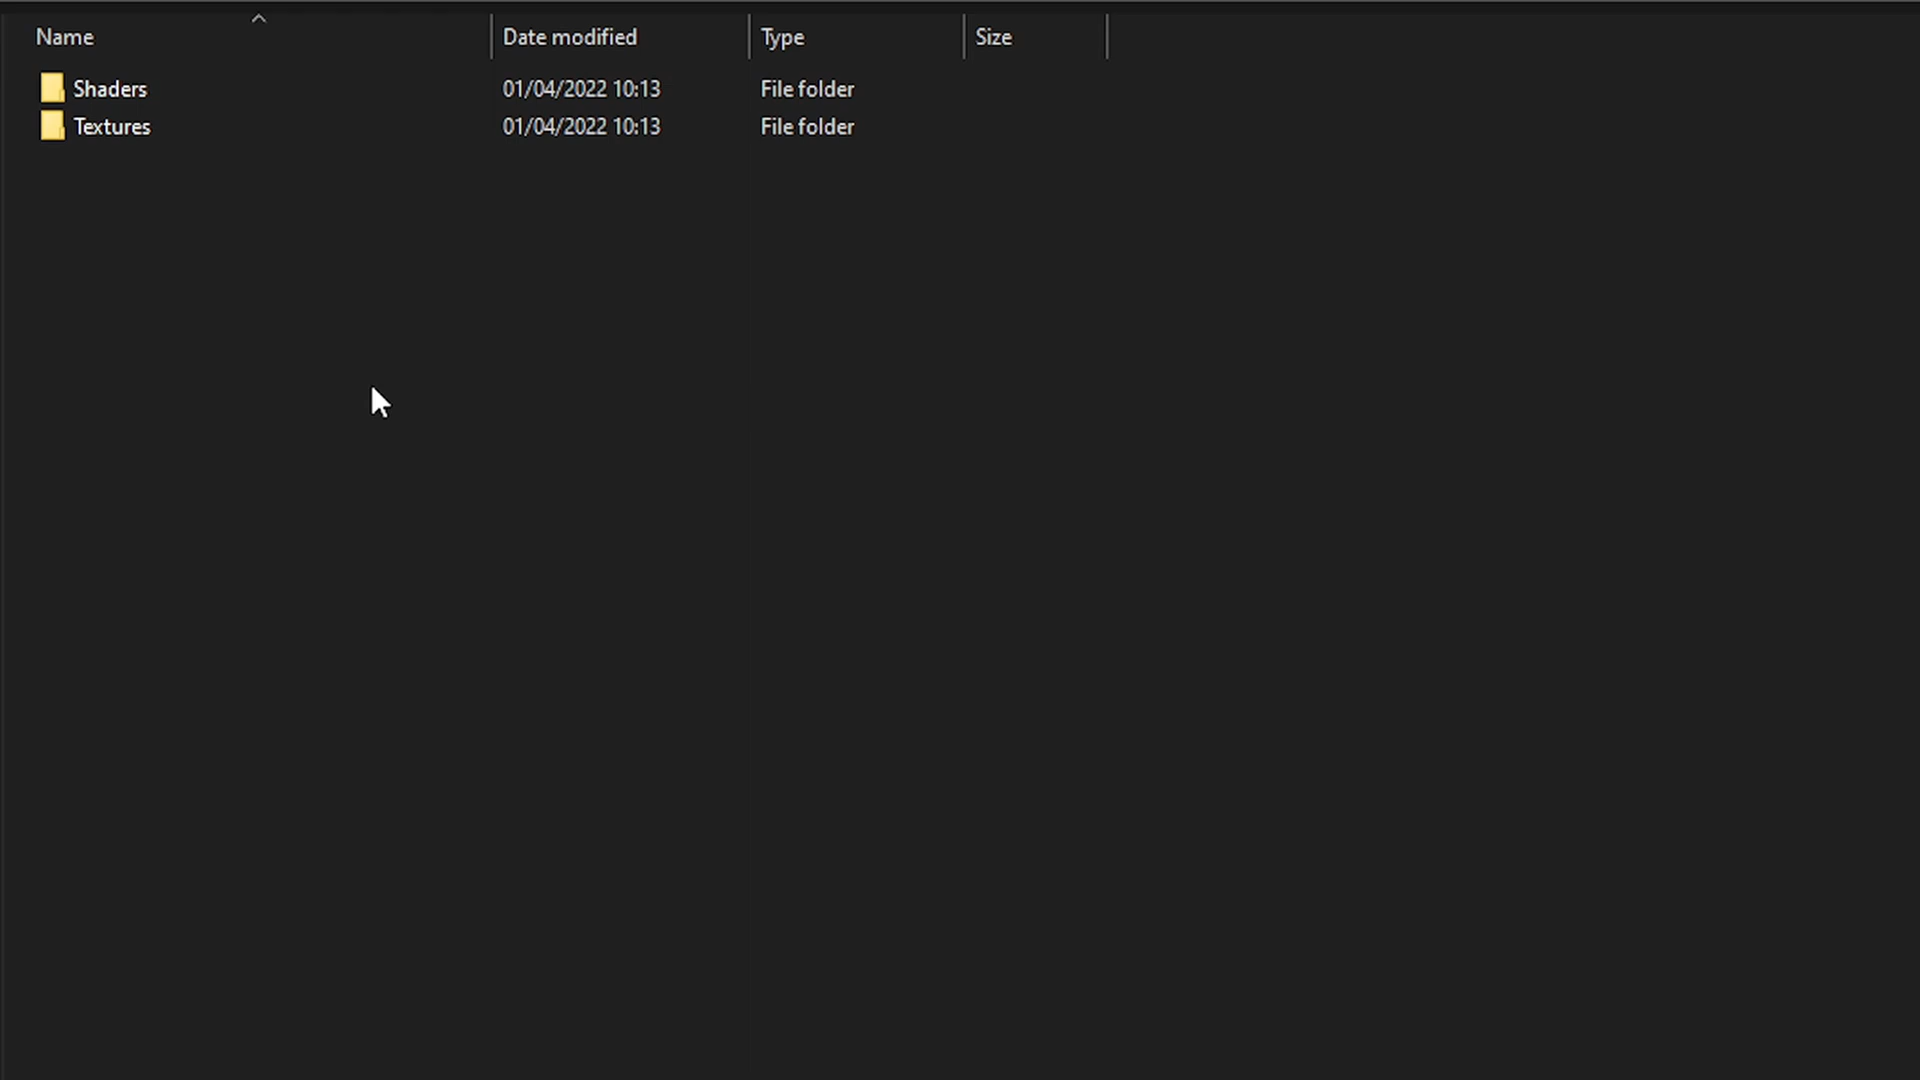 Name Date modified Type Size
Shaders 01/04/2022 10:13 File folder
Textures 01/04/2022 10:13 File folder